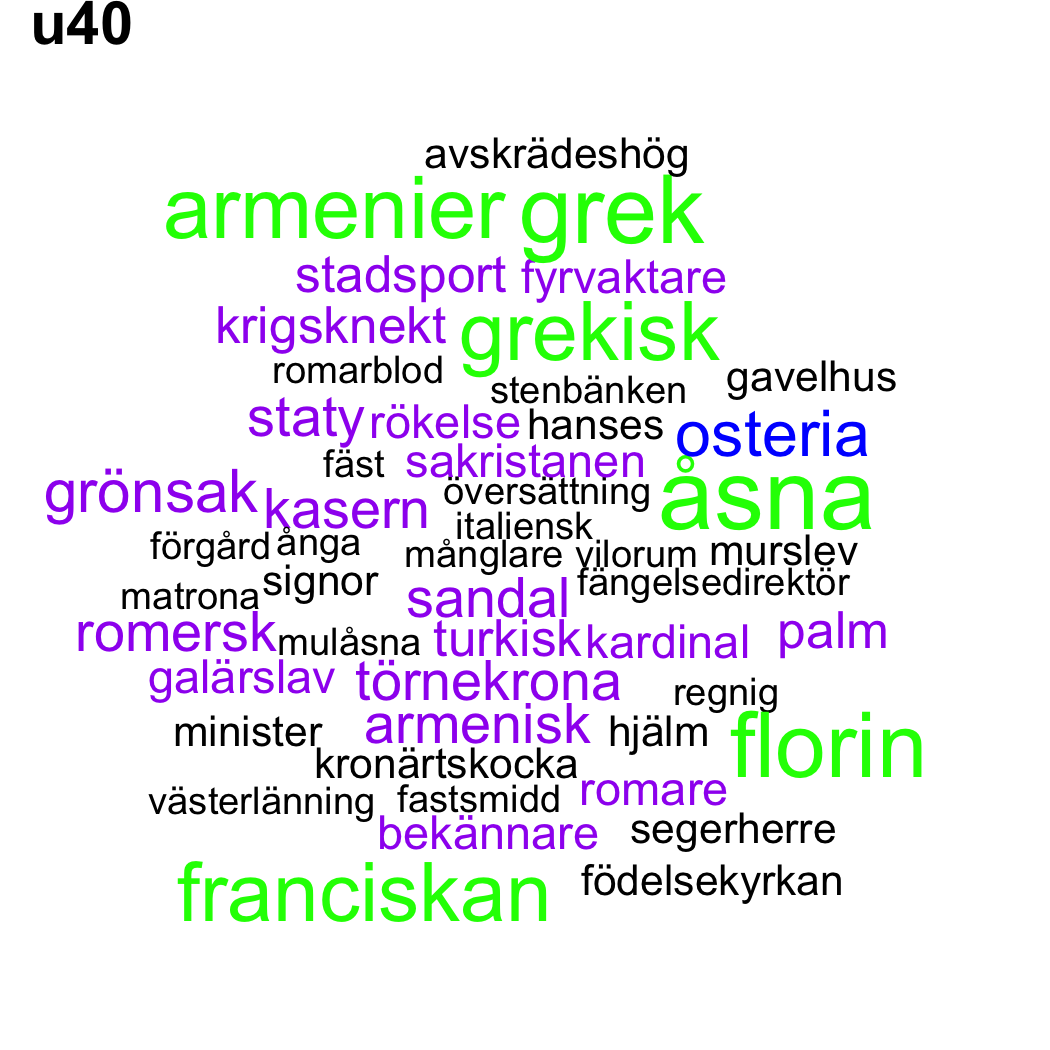 u40
avskrädeshög
armenier grek
stadsport fyrvaktare
krigsknekt grekisk
romarblod stenbänken gavelhus
staty rökelse hanses osteria
fäst sakristanen
grönsak kasern översättning åsna
italiensk
förgård ånga månglare vilorum murslev
matrona signor sandal fängelsedirektör
romersk mulåsna turkisk kardinal palm
galärslav törnekrona regnig
minister armenisk hjälm florin
kronärtskocka
västerlänning fastsmidd romare
bekännare segerherre
franciskan födelsekyrkan